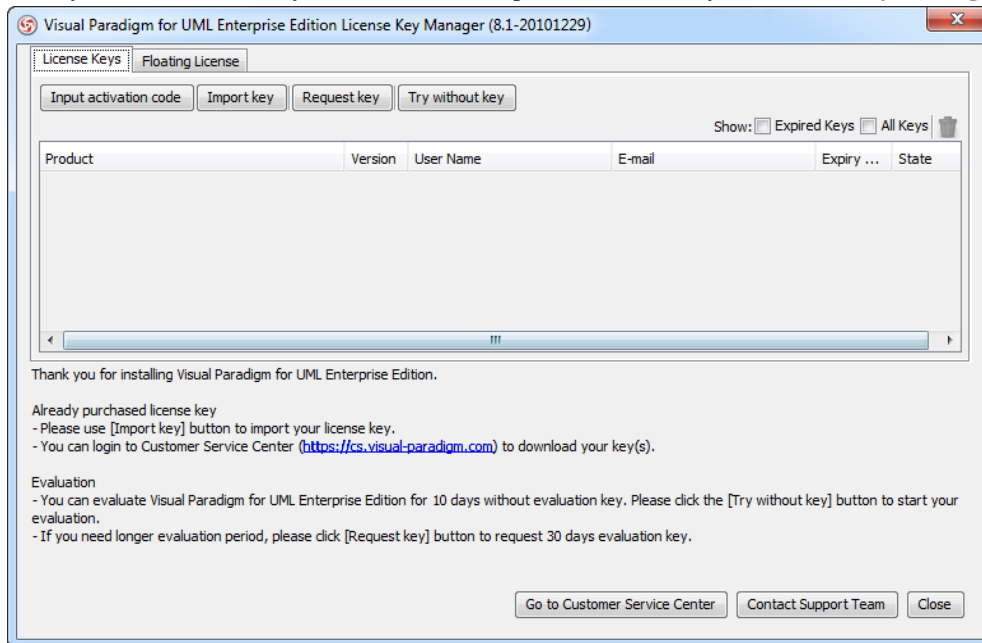 Visual Paradigm for UML Enterprise Edition License Key Manager (8.1-20101229)
License Keys Floating License
Input activation code Import key Request key Try without key
Show: Expired Keys All Keys
Product Version User Name E-mail Expiry ... State
Thank you for installing Visual Paradigm for UML Enterprise Edition.
Already purchased license key
- Please use [Import key] button to import your license key.
- You can login to Customer Service Center (https://cs.visual-paradigm.com) to download your key(s).
Evaluation
- You can evaluate Visual Paradigm for UML Enterprise Edition for 10 days without evaluation key. Please click the [Try without key] button to start your
evaluation.
- If you need longer evaluation period, please click [Request key] button to request 30 days evaluation key.
Go to Customer Service Center Contact Support Team Close